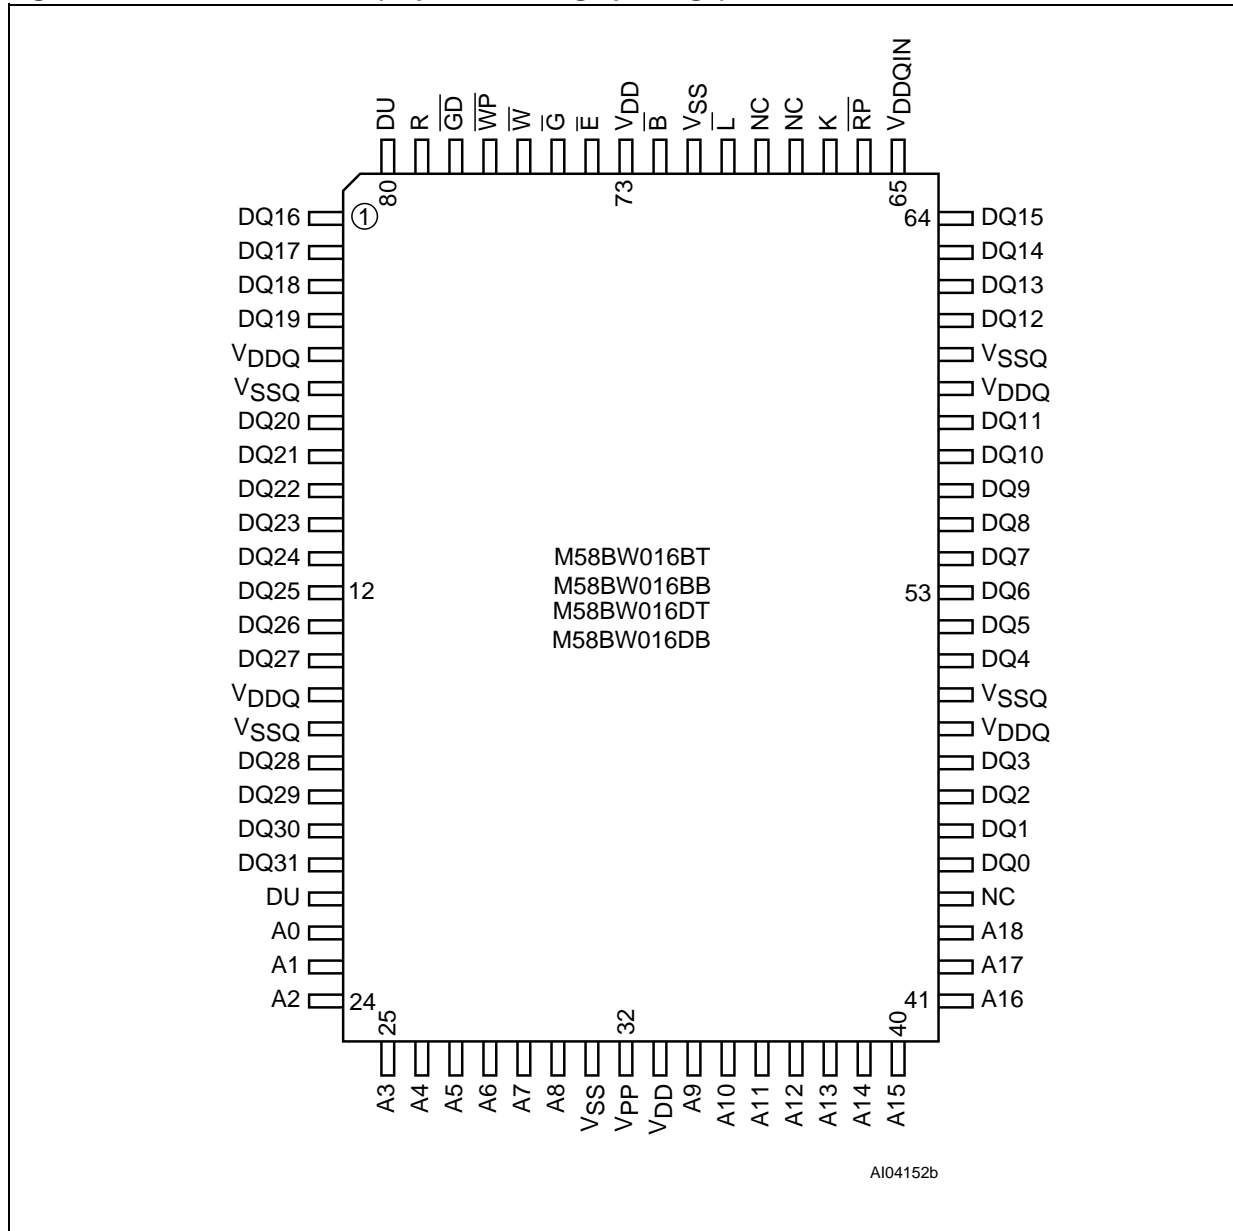 DU R GD WP W G E VDD B VSS L NC NC K RP VDDQIN
80 73 65
DQ16 1 64 DQ15
DQ17 DQ14
DQ18 DQ13
DQ19 DQ12
VDDQ VSSQ
VSSQ VDDQ
DQ20 DQ11
DQ21 DQ10
DQ22 DQ9
DQ23 DQ8
DQ24 M58BW016BT DQ7
DQ25 12 M58BW016BB 53 DQ6
M58BW016DT
DQ26 M58BW016DB DQ5
DQ27 DQ4
VDDQ VSSQ
VSSQ VDDQ
DQ28 DQ3
DQ29 DQ2
DQ30 DQ1
DQ31 DQ0
DU NC
A0 A18
A1 A17
A2 24 41 A16
25 32 40
A3 A4 A5 A6 A7 A8 VSS VPP VDD A9 A10 A11 A12 A13 A14 A15
AI04152b